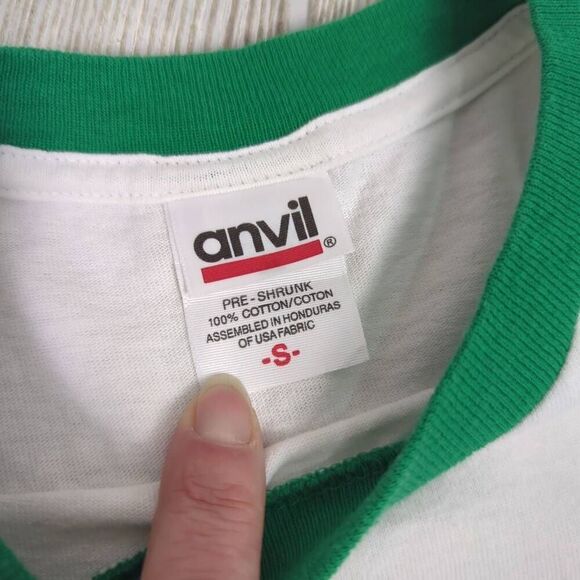 anvil®
PRE-SHRUNK
100% COTTON/COTON
ASSEMBLED IN HONDURAS
OF USA FABRIC
-S-